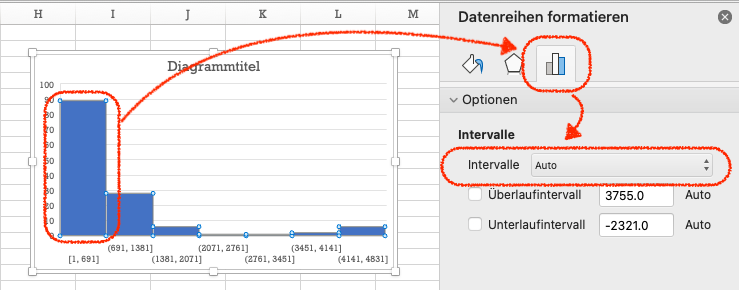 H I J K L M
Datenreihen formatieren
Diagrammtitel
100
90
80
70
60
50
40
30
20
10
0
[1, 691]
(691, 1381]
(1381, 2071]
(2071, 2761]
(2761, 3451]
(3451, 4141]
(4141, 4831]
Optionen
Intervalle
Intervalle Auto
Überlaufintervall 3755.0 Auto
Unterlaufintervall -2321.0 Auto